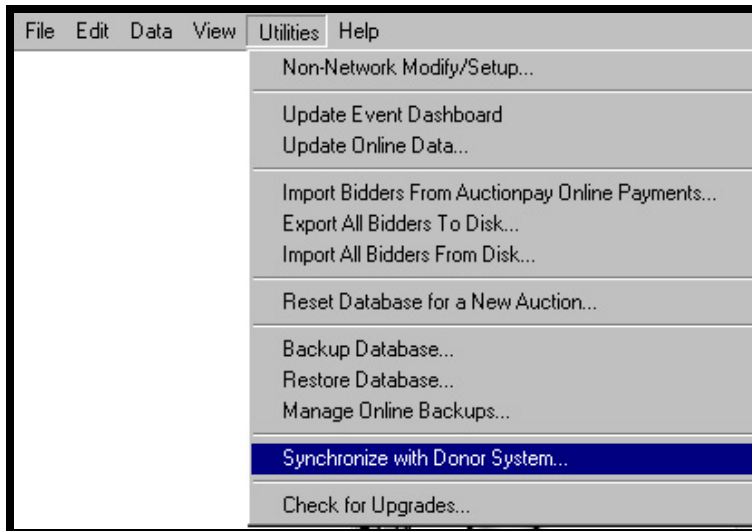 File Edit Data View Utilities Help
Non-Network Modify/Setup...
Update Event Dashboard
Update Online Data...
Import Bidders From Auctionpay Online Payments...
Export All Bidders To Disk...
Import All Bidders From Disk...
Reset Database for a New Auction...
Backup Database...
Restore Database...
Manage Online Backups...
Synchronize with Donor System...
Check for Upgrades...